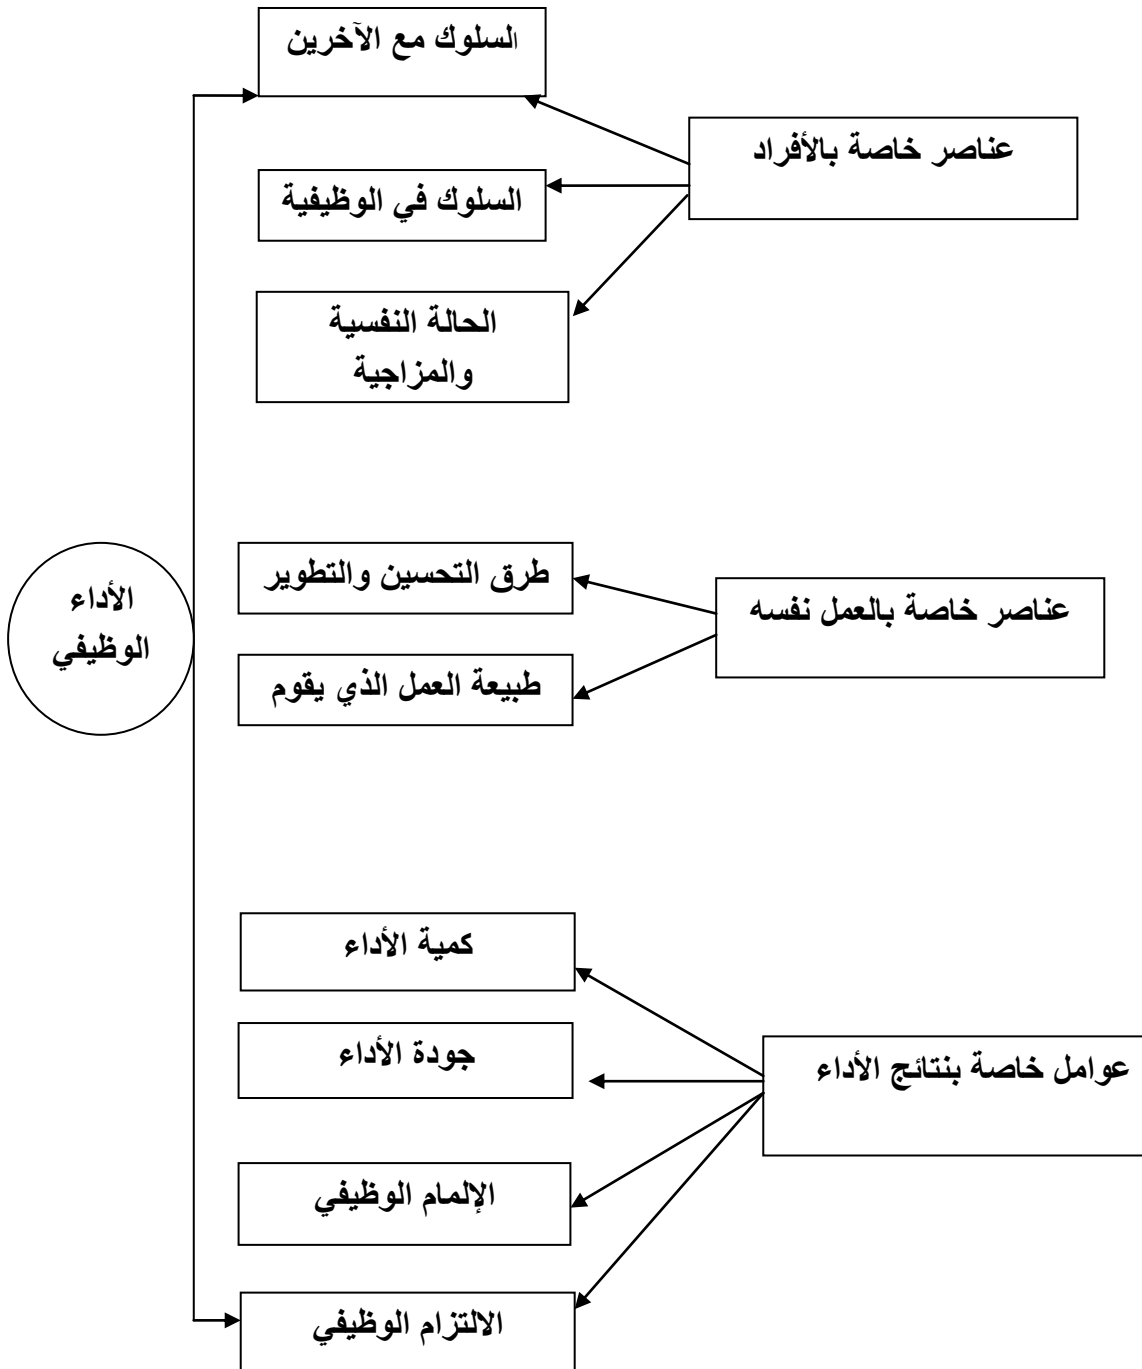 السلوك مع الآخرين
عناصر خاصة بالأفراد
السلوك في الوظيفية
الحالة النفسية
والمزاجية
طرق التحسين والتطوير
عناصر خاصة بالعمل نفسه
الأداء
الوظيفي
طبيعة العمل الذي يقوم
كمية الأداء
جودة الأداء
عوامل خاصة بنتائج الأداء
الإلمام الوظيفي
الالتزام الوظيفي